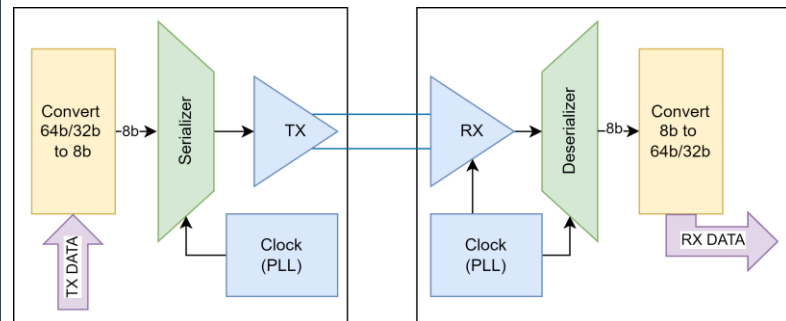 Convert
64b/32b
to 8b
8b
Serializer
TX
TX DATA
Clock
(PLL)
RX
Deserializer
8b
Convert
8b to
64b/32b
Clock
(PLL)
RX DATA